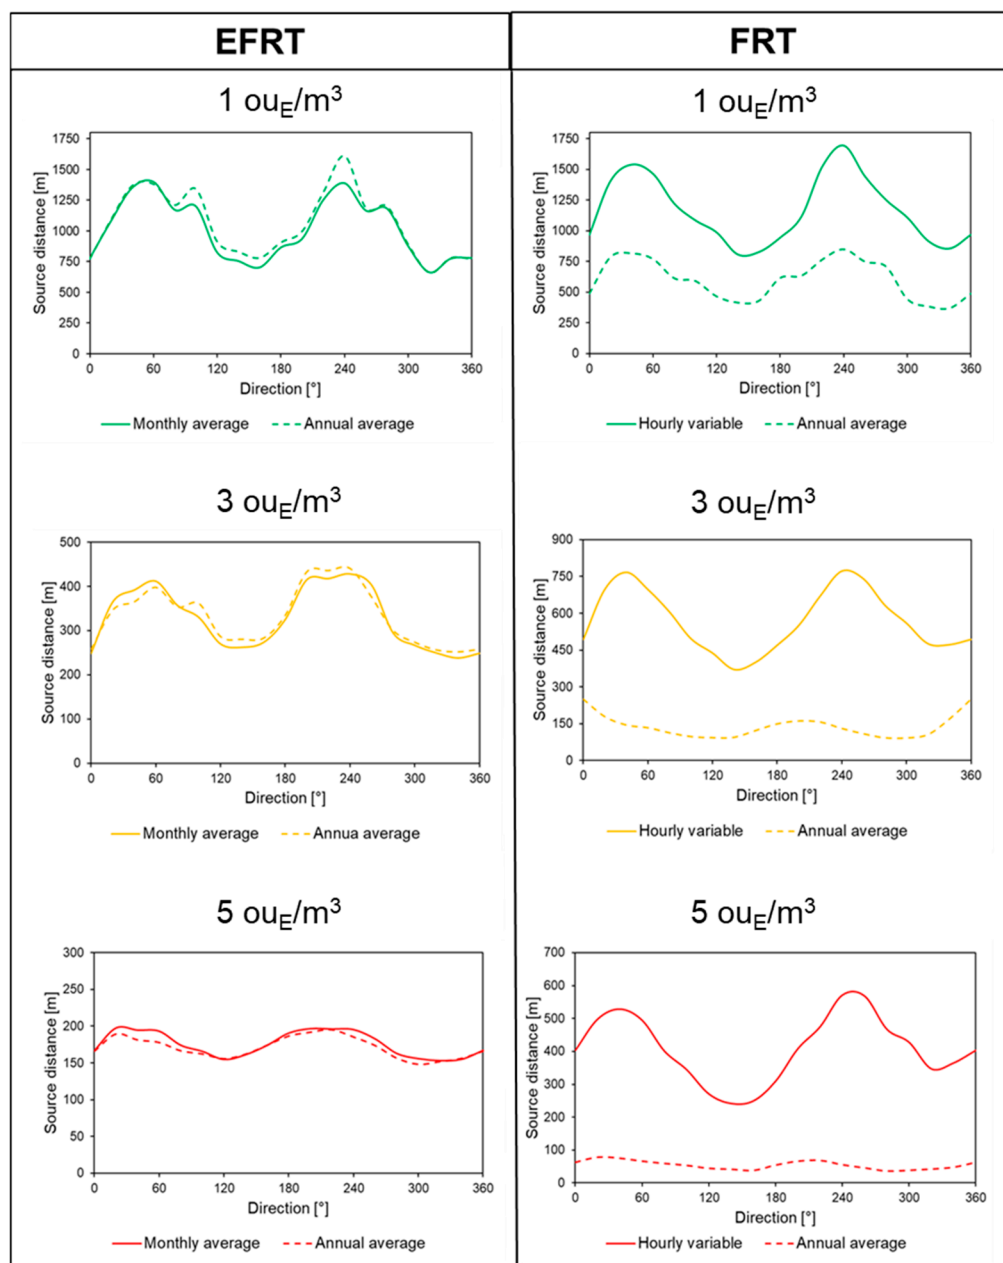 EFRT
FRT
1 ouE/m3
1750
1500
1250
1000
750
500
250
0
Source distance [m]
0 60 120 180 240 300 360
Direction [°]
Monthly average Annual average
1 ouE/m3
1750
1500
1250
1000
750
500
250
0
Source distance [m]
0 60 120 180 240 300 360
Direction [°]
Hourly variable Annual average
3 ouE/m3
500
400
300
200
100
0
Source distance [m]
0 60 120 180 240 300 360
Direction [°]
Monthly average Annua average
3 ouE/m3
900
750
600
450
300
150
0
Source distance [m]
0 60 120 180 240 300 360
Direction [°]
Hourly variable Annual average
5 ouE/m3
300
250
200
150
100
50
0
Source distance [m]
0 60 120 180 240 300 360
Direction [°]
Monthly average Annual average
5 ouE/m3
700
600
500
400
300
200
100
0
Source distance [m]
0 60 120 180 240 300 360
Direction [°]
Hourly variable Annual average